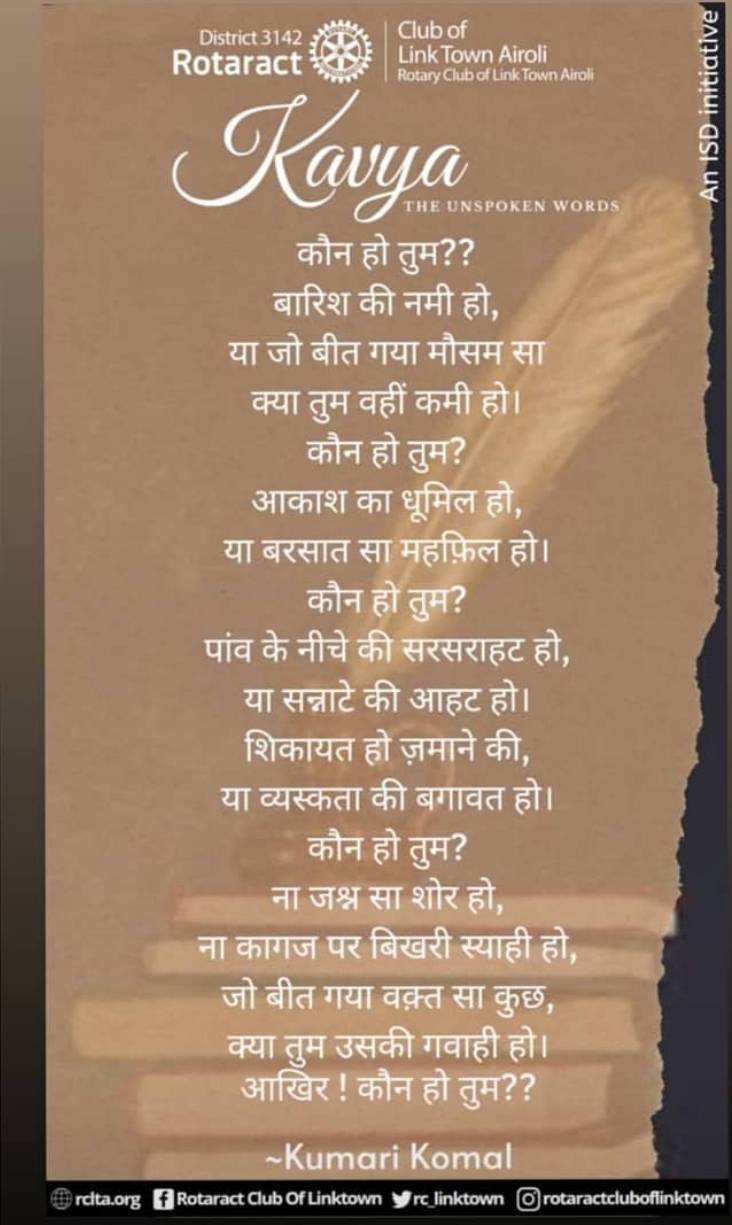 District 3142
Rotaract
Club of
Link Town Airoli
Rotary Club of Link Town Airoli
An ISD initiative
Kavya
THE UNSPOKEN WORDS
कौन हो तुम??
बारिश की नमी हो,
या जो बीत गया मौसम सा
क्या तुम वहीं कमी हो।
कौन हो तुम?
आकाश का धूमिल हो,
या बरसात सा महफ़िल हो।
कौन हो तुम?
पांव के नीचे की सरसराहट हो,
या सन्नाटे की आहट हो।
शिकायत हो ज़माने की,
या व्यस्कता की बगावत हो।
कौन हो तुम?
ना जश्न सा शोर हो,
ना कागज पर बिखरी स्याही हो,
जो बीत गया वक़्त सा कुछ,
क्या तुम उसकी गवाही हो।
आखिर ! कौन हो तुम??
~Kumari Komal
rclta.org Rotaract Club Of Linktown rc_linktown rotaractcluboflinktown